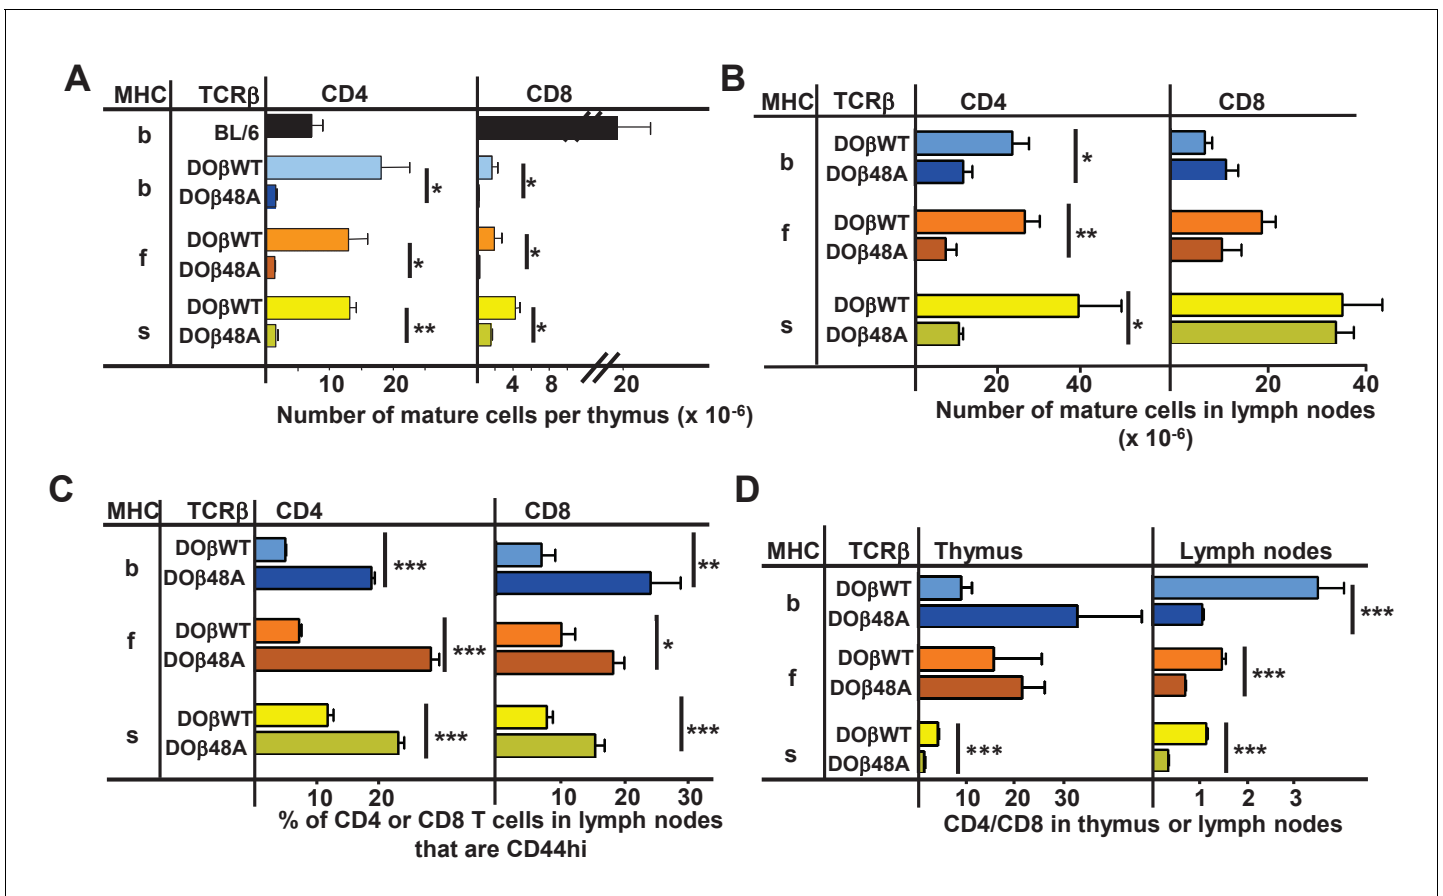 A
MHC TCRβ CD4 CD8
b BL/6
b DOβWT * *
DOβ48A
f DOβWT * *
DOβ48A
s DOβWT ** *
DOβ48A
10 20 4 8 20
Number of mature cells per thymus (x 10-6)
B
MHC TCRβ CD4 CD8
b DOβWT *
DOβ48A
f DOβWT **
DOβ48A
s DOβWT *
DOβ48A
20 40 20 40
Number of mature cells in lymph nodes
(x 10-6)
C
MHC TCRβ CD4 CD8
b DOβWT *** **
DOβ48A
f DOβWT *** *
DOβ48A
s DOβWT *** ***
DOβ48A
10 20 10 20 30
% of CD4 or CD8 T cells in lymph nodes
that are CD44hi
D
MHC TCRβ Thymus Lymph nodes
b DOβWT ***
DOβ48A
f DOβWT ***
DOβ48A
s DOβWT *** ***
DOβ48A
10 20 30 1 2 3
CD4/CD8 in thymus or lymph nodes